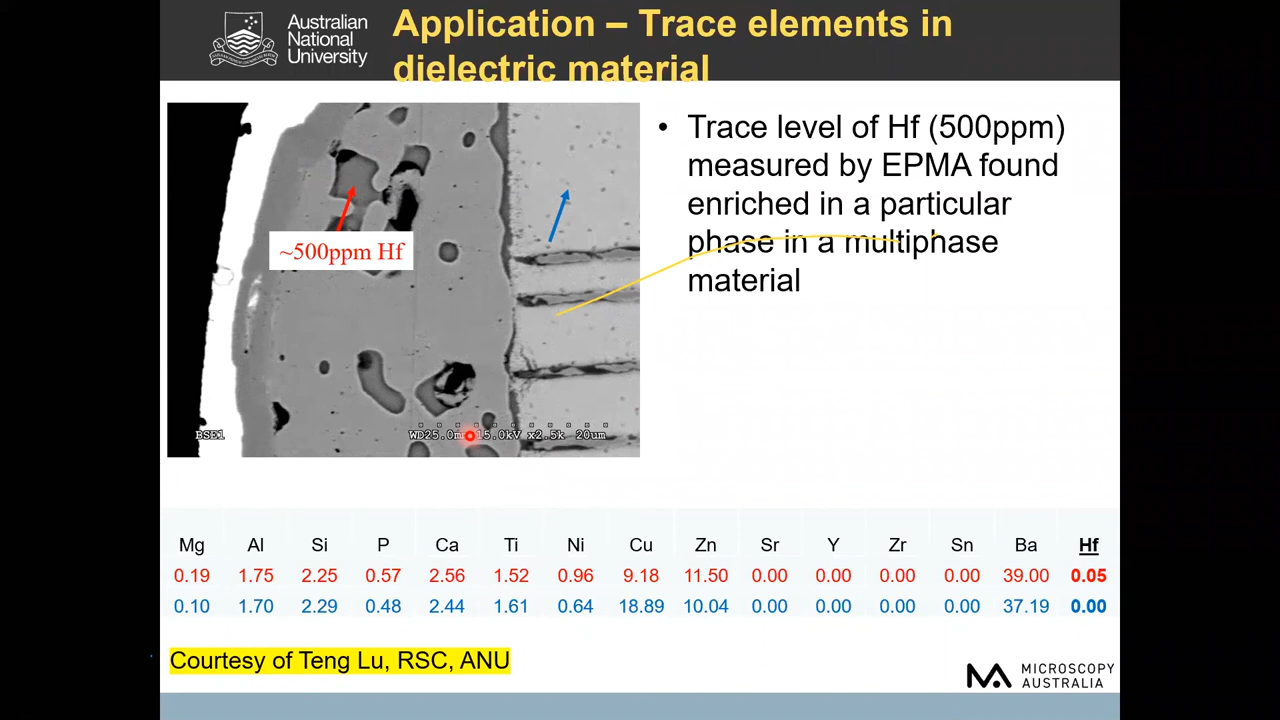 Australian
National
University
Application – Trace elements in
dielectric material
~500ppm Hf
BSE1
WD25.0mm 15.0kV x2.5k 20um
• Trace level of Hf (500ppm)
measured by EPMA found
enriched in a particular
phase in a multiphase
material
Mg Al Si P Ca Ti Ni Cu Zn Sr Y Zr Sn Ba Hf
0.19 1.75 2.25 0.57 2.56 1.52 0.96 9.18 11.50 0.00 0.00 0.00 0.00 39.00 0.05
0.10 1.70 2.29 0.48 2.44 1.61 0.64 18.89 10.04 0.00 0.00 0.00 0.00 37.19 0.00
Courtesy of Teng Lu, RSC, ANU
MICROSCOPY
AUSTRALIA